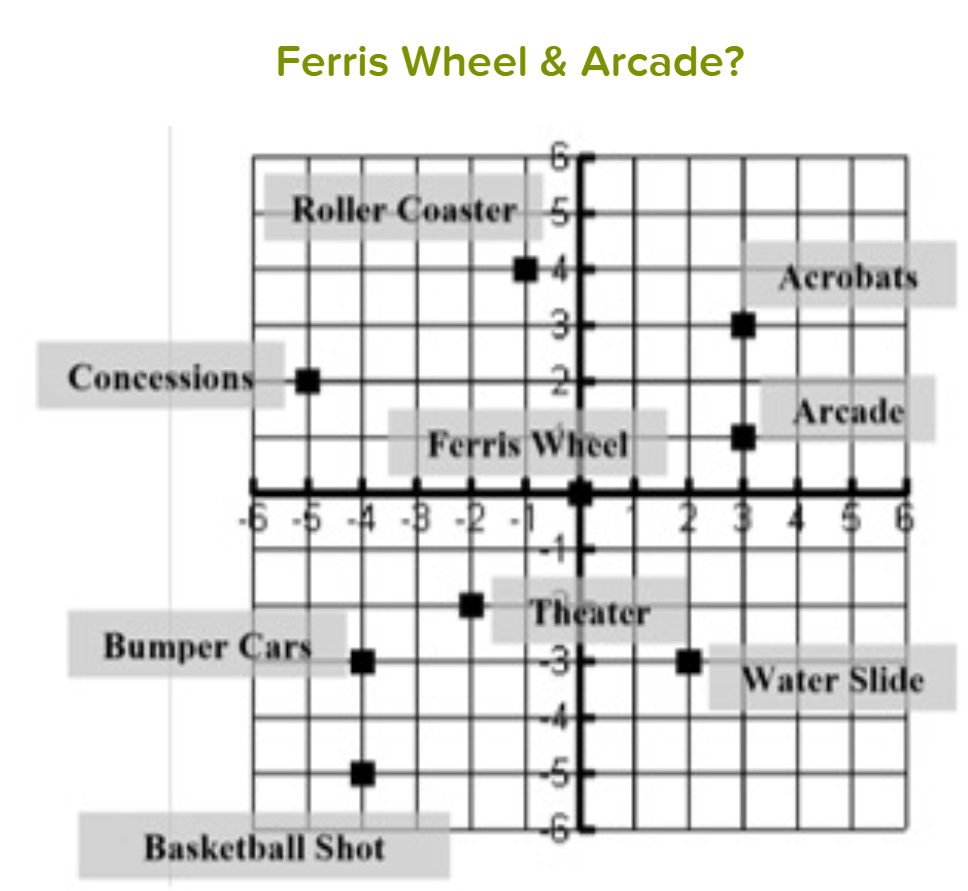 Ferris Wheel & Arcade?
6
Roller Coaster
5
4
Acrobats
3
Concessions
2
Arcade
Ferris Wheel
-6 -5 -4 -3 -2 -1 1 2 3 4 5 6
-1
Theater
Bumper Cars
-3
Water Slide
-4
-5
-6
Basketball Shot